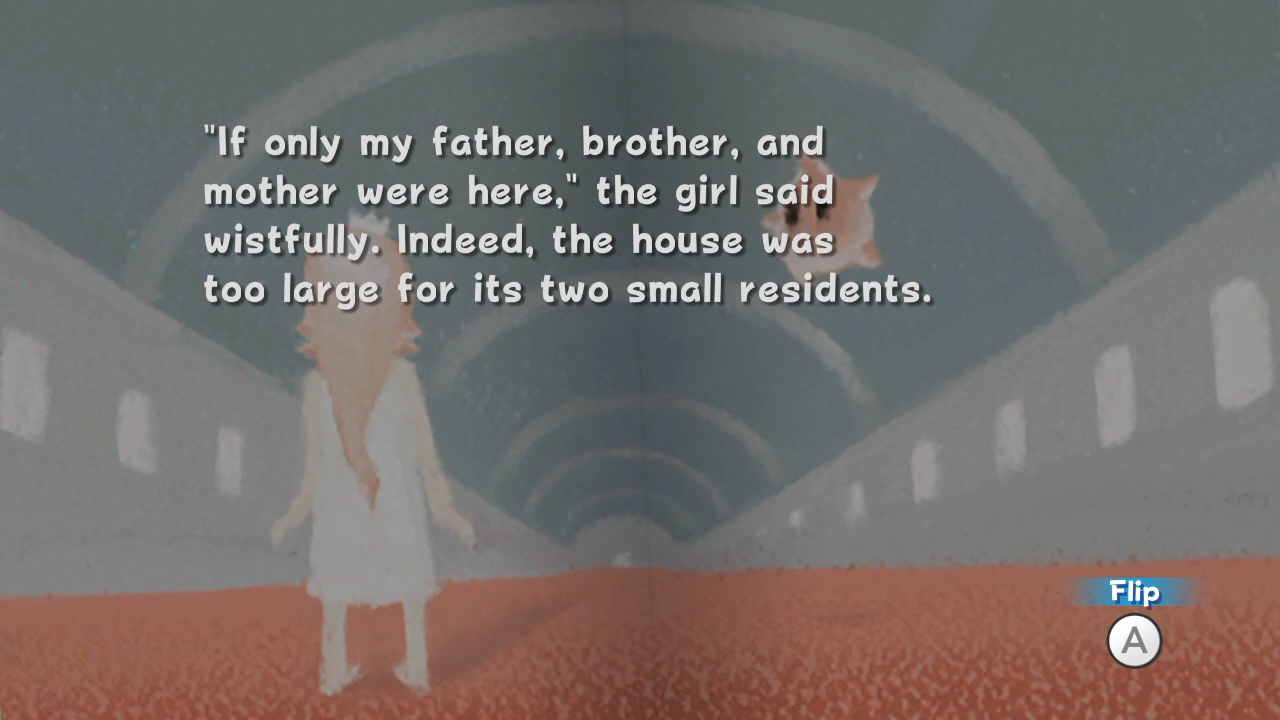 "If only my father, brother, and
mother were here," the girl said
wistfully. Indeed, the house was
too large for its two small residents.
Flip
A